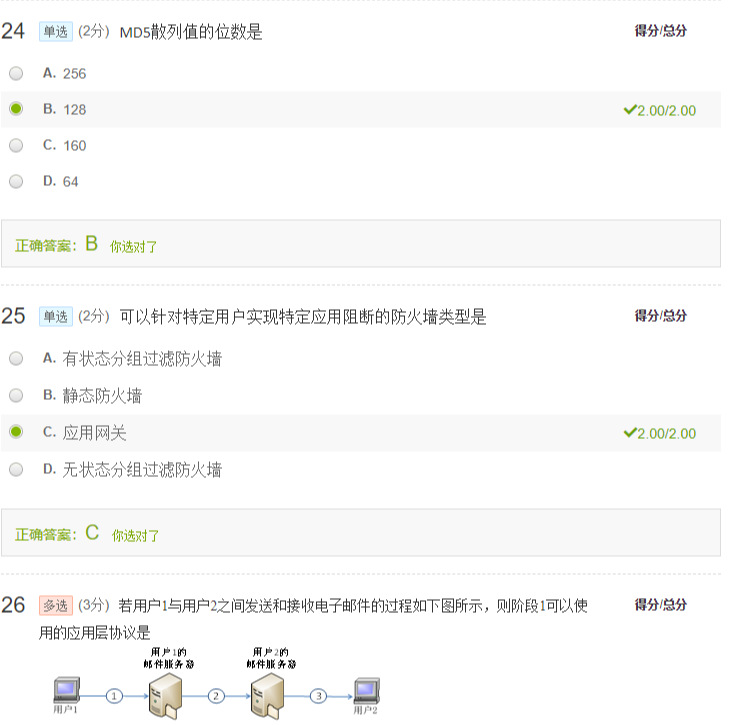 24 单选 (2分) MD5散列值的位数是 得分/总分
A. 256
B. 128 2.00/2.00
C. 160
D. 64
正确答案：B 你选对了
25 单选 (2分) 可以针对特定用户实现特定应用阻断的防火墙类型是 得分/总分
A. 有状态分组过滤防火墙
B. 静态防火墙
C. 应用网关 2.00/2.00
D. 无状态分组过滤防火墙
正确答案：C 你选对了
26 多选 (3分) 若用户1与用户2之间发送和接收电子邮件的过程如下图所示，则阶段1可以使 得分/总分
用的应用层协议是
用户1的 用户2的
邮件服务器 邮件服务器
1 2 3
用户1 用户2